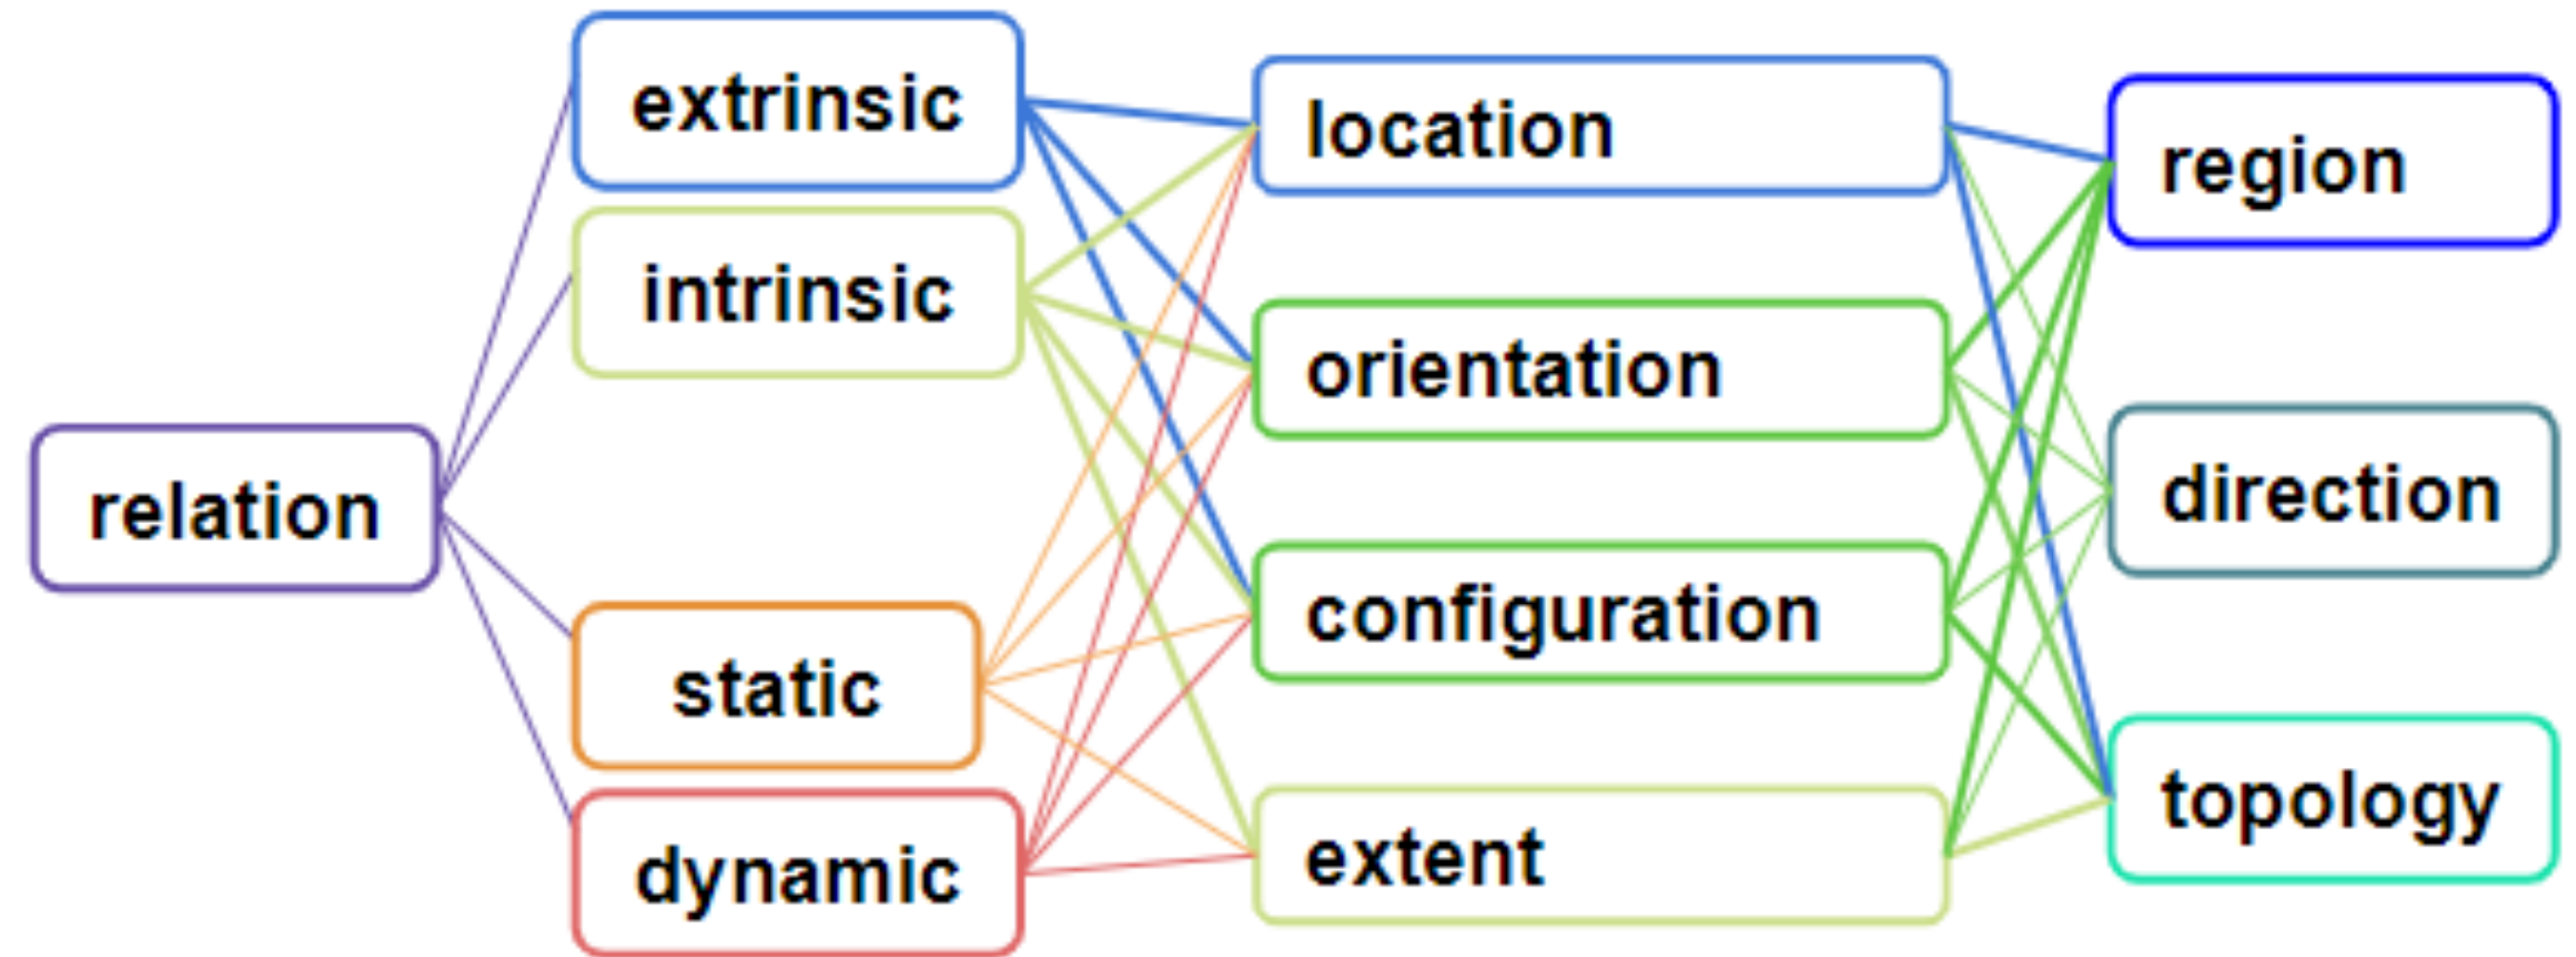 relation
extrinsic
intrinsic
static
dynamic
location
orientation
configuration
extent
region
direction
topology